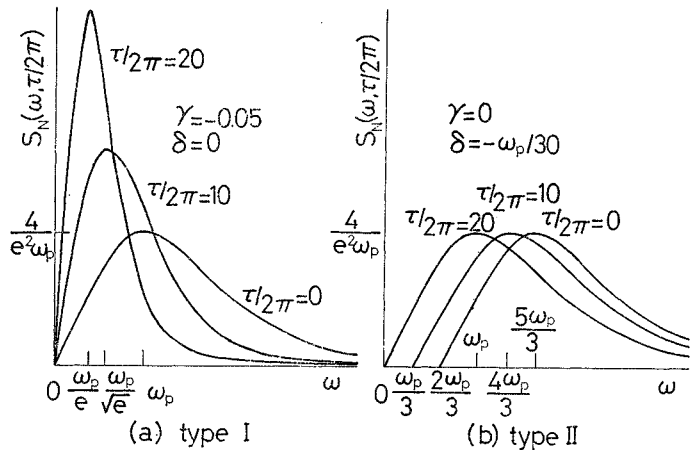 S_N(ω,τ/2π)
τ/2π=20
γ=-0.05
δ=0
τ/2π=10
4
e²ω_p
τ/2π=0
0 ω_p/e ω_p/√e ω_p ω
(a) type I
S_N(ω,τ/2π)
γ=0
δ=-ω_p/30
τ/2π=10
τ/2π=20 τ/2π=0
4
e²ω_p
ω_p 5ω_p/3
0 ω_p/3 2ω_p/3 4ω_p/3 ω
(b) type II